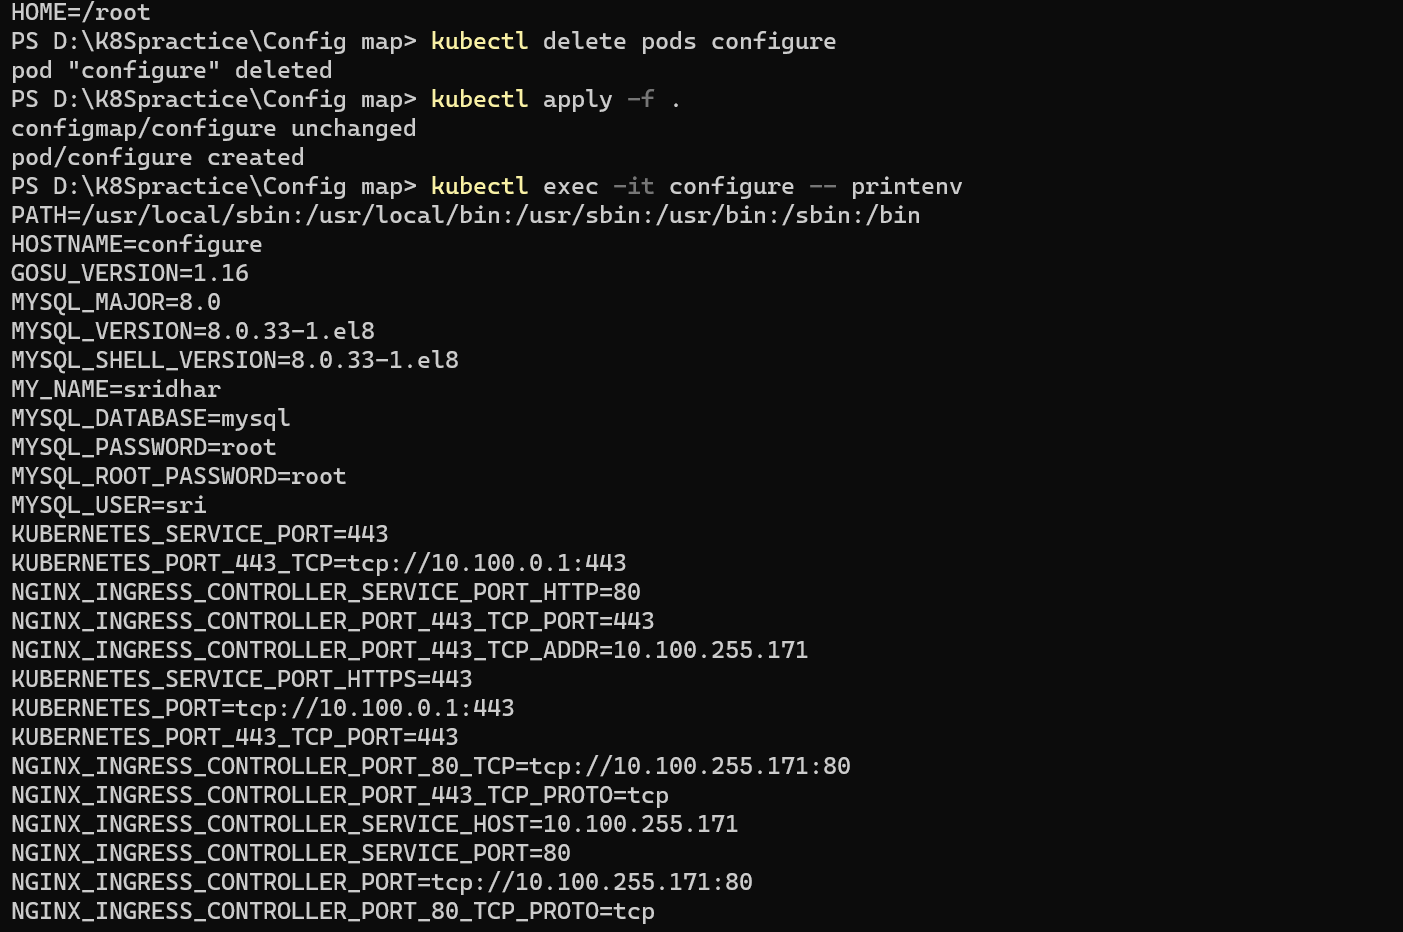 HOME=/root
PS D:\K8Spractice\Config map> kubectl delete pods configure
pod "configure" deleted
PS D:\K8Spractice\Config map> kubectl apply -f .
configmap/configure unchanged
pod/configure created
PS D:\K8Spractice\Config map> kubectl exec -it configure -- printenv
PATH=/usr/local/sbin:/usr/local/bin:/usr/sbin:/usr/bin:/sbin:/bin
HOSTNAME=configure
GOSU_VERSION=1.16
MYSQL_MAJOR=8.0
MYSQL_VERSION=8.0.33-1.el8
MYSQL_SHELL_VERSION=8.0.33-1.el8
MY_NAME=sridhar
MYSQL_DATABASE=mysql
MYSQL_PASSWORD=root
MYSQL_ROOT_PASSWORD=root
MYSQL_USER=sri
KUBERNETES_SERVICE_PORT=443
KUBERNETES_PORT_443_TCP=tcp://10.100.0.1:443
NGINX_INGRESS_CONTROLLER_SERVICE_PORT_HTTP=80
NGINX_INGRESS_CONTROLLER_PORT_443_TCP_PORT=443
NGINX_INGRESS_CONTROLLER_PORT_443_TCP_ADDR=10.100.255.171
KUBERNETES_SERVICE_PORT_HTTPS=443
KUBERNETES_PORT=tcp://10.100.0.1:443
KUBERNETES_PORT_443_TCP_PORT=443
NGINX_INGRESS_CONTROLLER_PORT_80_TCP=tcp://10.100.255.171:80
NGINX_INGRESS_CONTROLLER_PORT_443_TCP_PROTO=tcp
NGINX_INGRESS_CONTROLLER_SERVICE_HOST=10.100.255.171
NGINX_INGRESS_CONTROLLER_SERVICE_PORT=80
NGINX_INGRESS_CONTROLLER_PORT=tcp://10.100.255.171:80
NGINX_INGRESS_CONTROLLER_PORT_80_TCP_PROTO=tcp